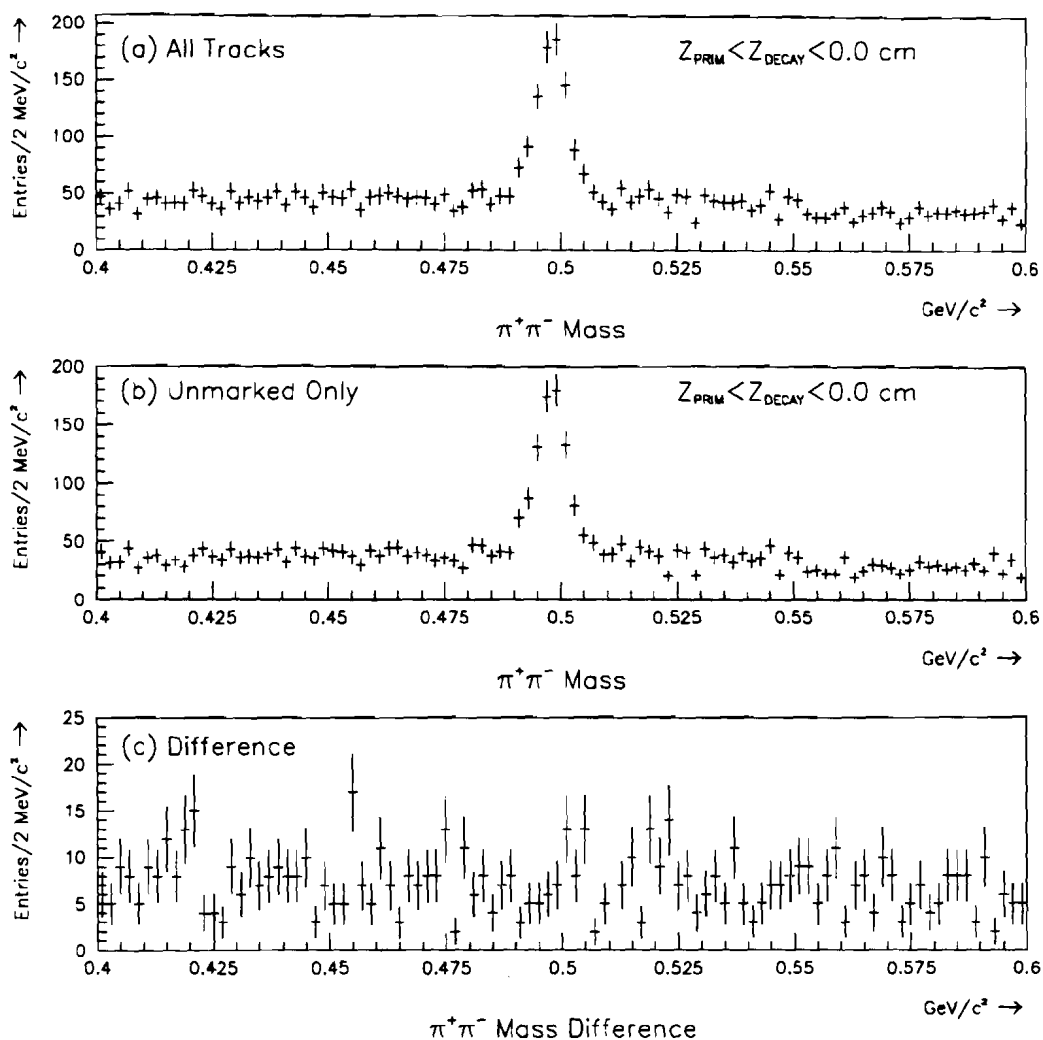 Entries/2 MeV/c² →
200
150
100
50
0
(a) All Tracks
Z_PRIM<Z_DECAY<0.0 cm
0.4 0.425 0.45 0.475 0.5 0.525 0.55 0.575 0.6
GeV/c² →
π⁺π⁻ Mass
Entries/2 MeV/c² →
200
150
100
50
0
(b) Unmarked Only
Z_PRIM<Z_DECAY<0.0 cm
0.4 0.425 0.45 0.475 0.5 0.525 0.55 0.575 0.6
GeV/c² →
π⁺π⁻ Mass
Entries/2 MeV/c² →
25
20
15
10
5
0
(c) Difference
0.4 0.425 0.45 0.475 0.5 0.525 0.55 0.575 0.6
GeV/c² →
π⁺π⁻ Mass Difference